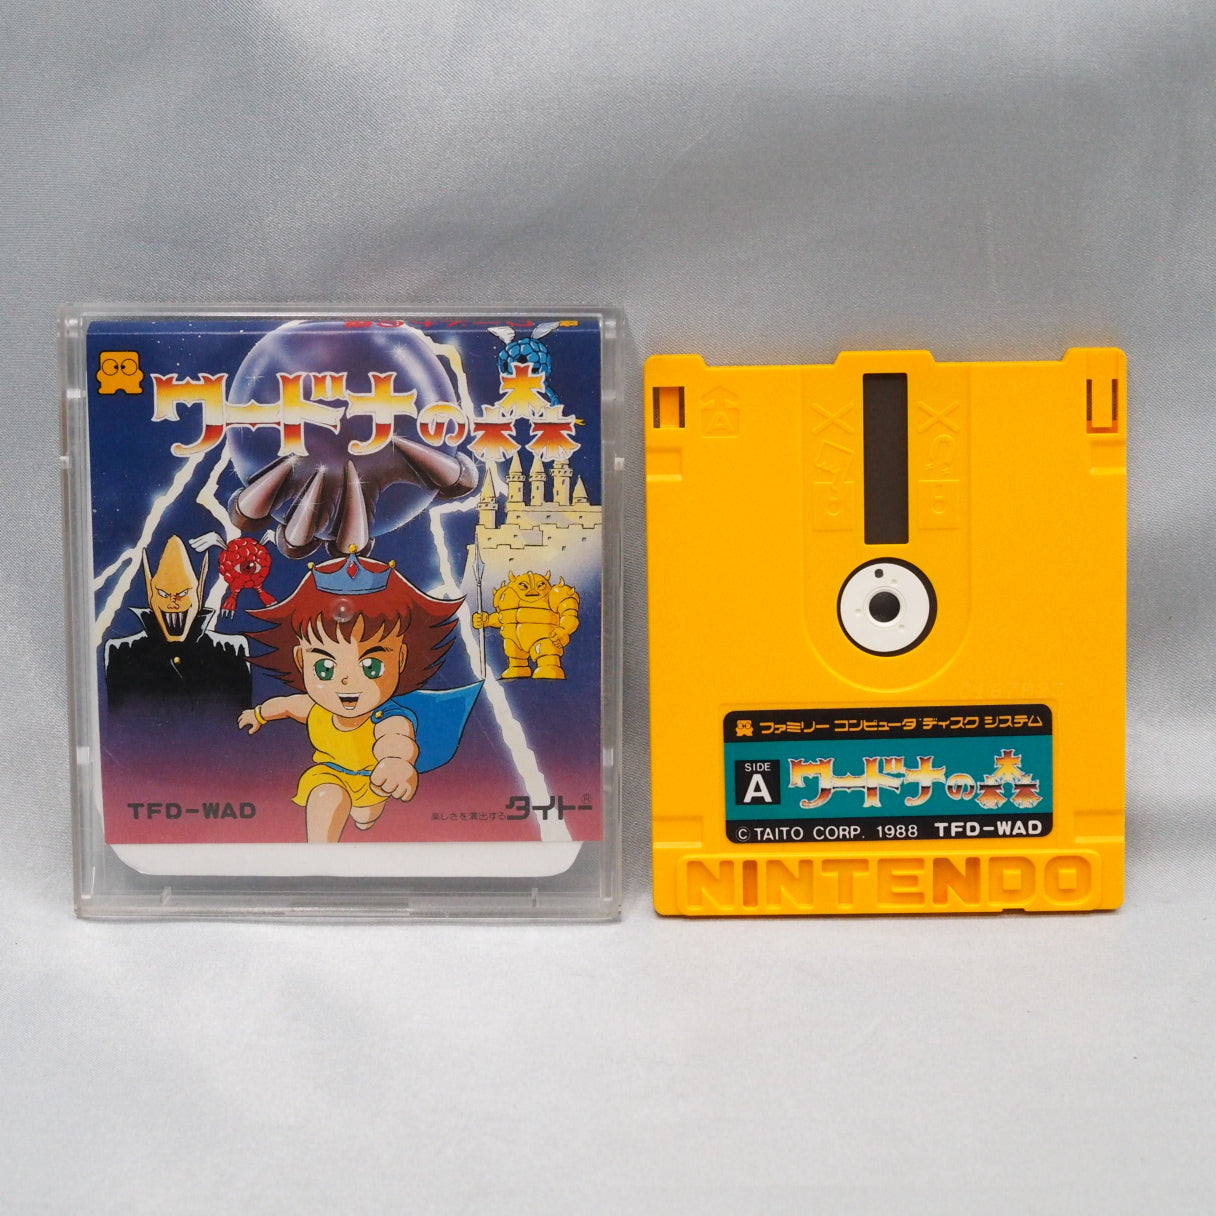 ワードナの森
TFD-WAD
楽しさを演出する タイトー®
A
ファミリーコンピュータ ディスク システム
SIDE
A
ワードナの森
© TAITO CORP. 1988 TFD-WAD
NINTENDO